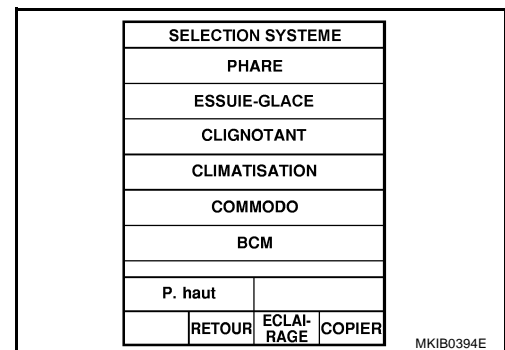 SELECTION SYSTEME
PHARE
ESSUIE-GLACE
CLIGNOTANT
CLIMATISATION
COMMODO
BCM
P. haut
RETOUR ECLAI-RAGE COPIER
MKIB0394E